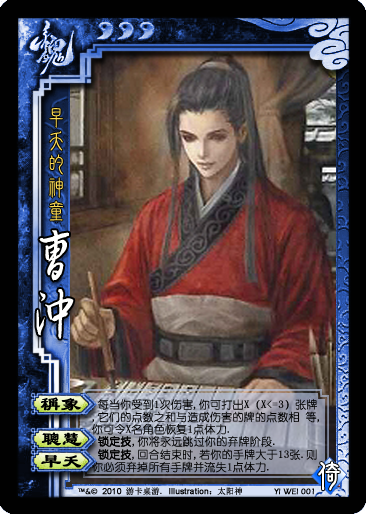 魏
早夭的神童
曹沖
稱象
每当你受到1次伤害,你可打出X（X<=3）张牌
,它们的点数之和与造成伤害的牌的点数相 等,
你可令X名角色恢复1点体力.
聰慧
锁定技,你将永远跳过你的弃牌阶段.
早夭
锁定技,回合结束时,若你的手牌大于13张.则
你必须弃掉所有手牌并流失1点体力.
倚
™&© 2010 游卡桌游. Illustration: 太阳神
YI WEI 001